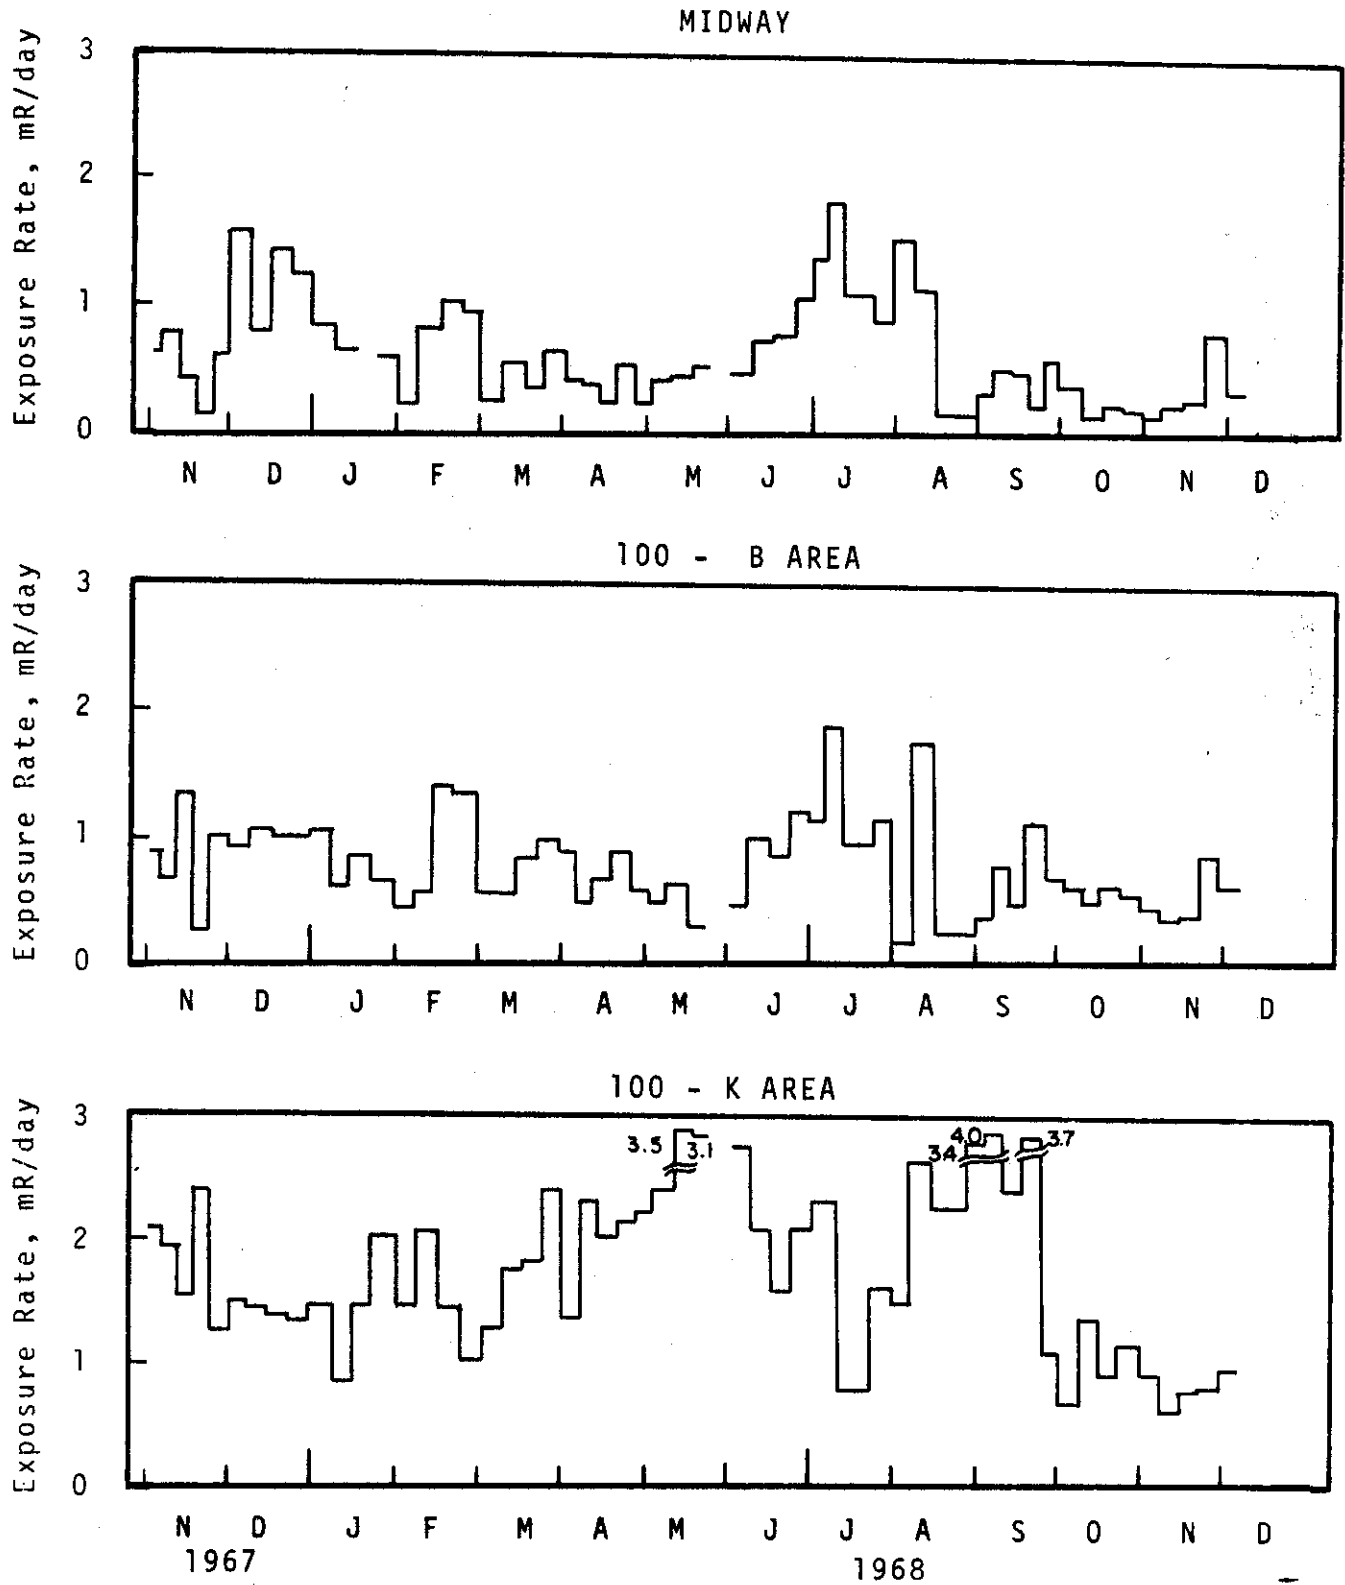 MIDWAY
Exposure Rate, mR/day
3
2
1
0
N D J F M A M J J A S O N D
100 - B AREA
Exposure Rate, mR/day
3
2
1
0
N D J F M A M J J A S O N D
100 - K AREA
Exposure Rate, mR/day
3
2
1
0
3.5 3.1 3.4 4.0 3.7
N D J F M A M J J A S O N D
1967 1968